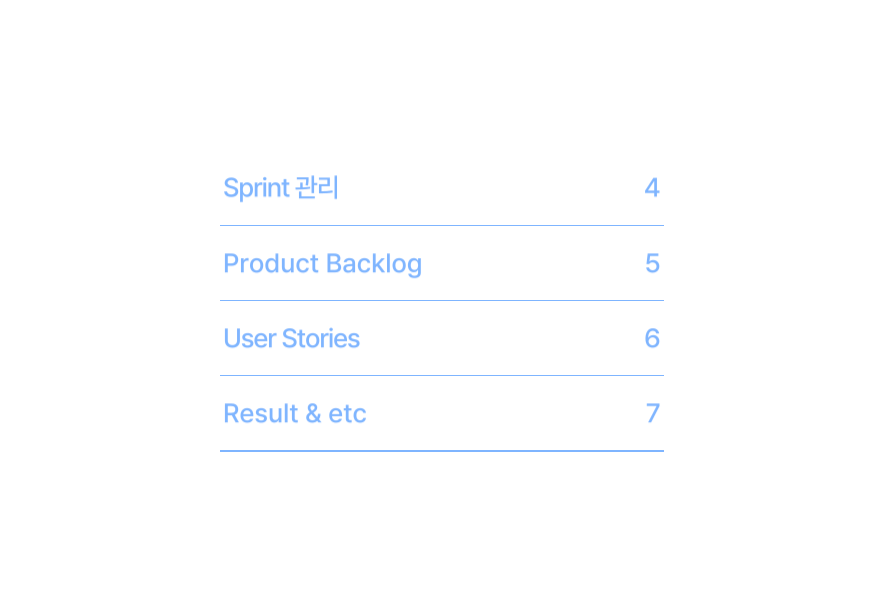 Sprint 관리 4
Product Backlog 5
User Stories 6
Result & etc 7